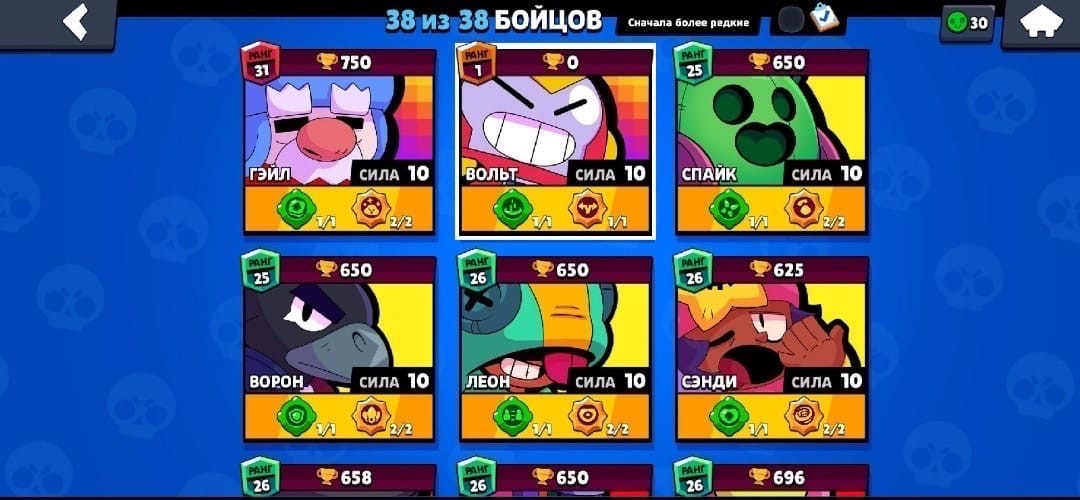 38 из 38 БОЙЦОВ
Сначала более редкие
30
РАНГ 31
750
ГЭЙЛ
СИЛА 10
1/1
2/2
РАНГ 1
0
ВОЛЬТ
СИЛА 10
1/1
1/1
РАНГ 25
650
СПАЙК
СИЛА 10
1/1
2/2
РАНГ 25
650
ВОРОН
СИЛА 10
1/1
2/2
РАНГ 26
650
ЛЕОН
СИЛА 10
1/1
2/2
РАНГ 26
625
СЭНДИ
СИЛА 10
1/1
2/2
РАНГ 26
658
РАНГ 26
650
РАНГ 26
696